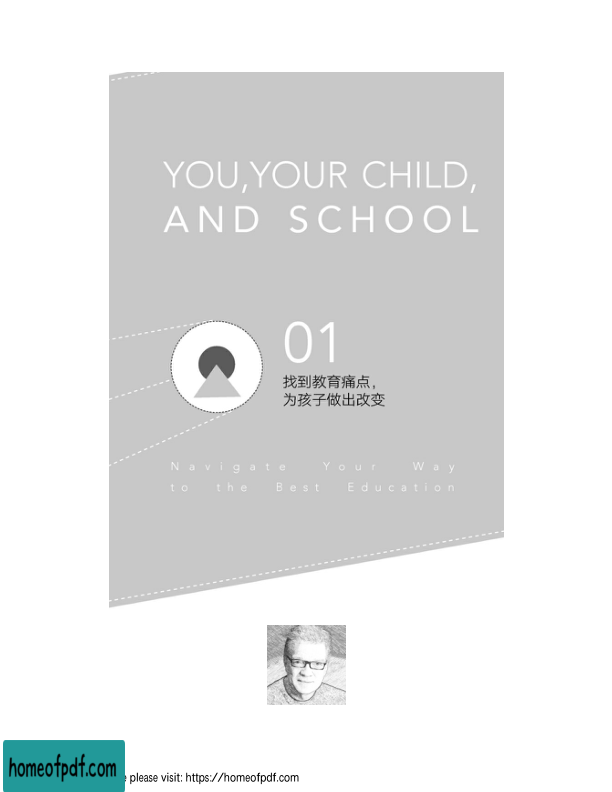 YOU,YOUR CHILD,
AND SCHOOL
01
找到教育痛点，
为孩子做出改变
Navigate Your Way
to the Best Education
homeofpdf.com
please visit: https://homeofpdf.com